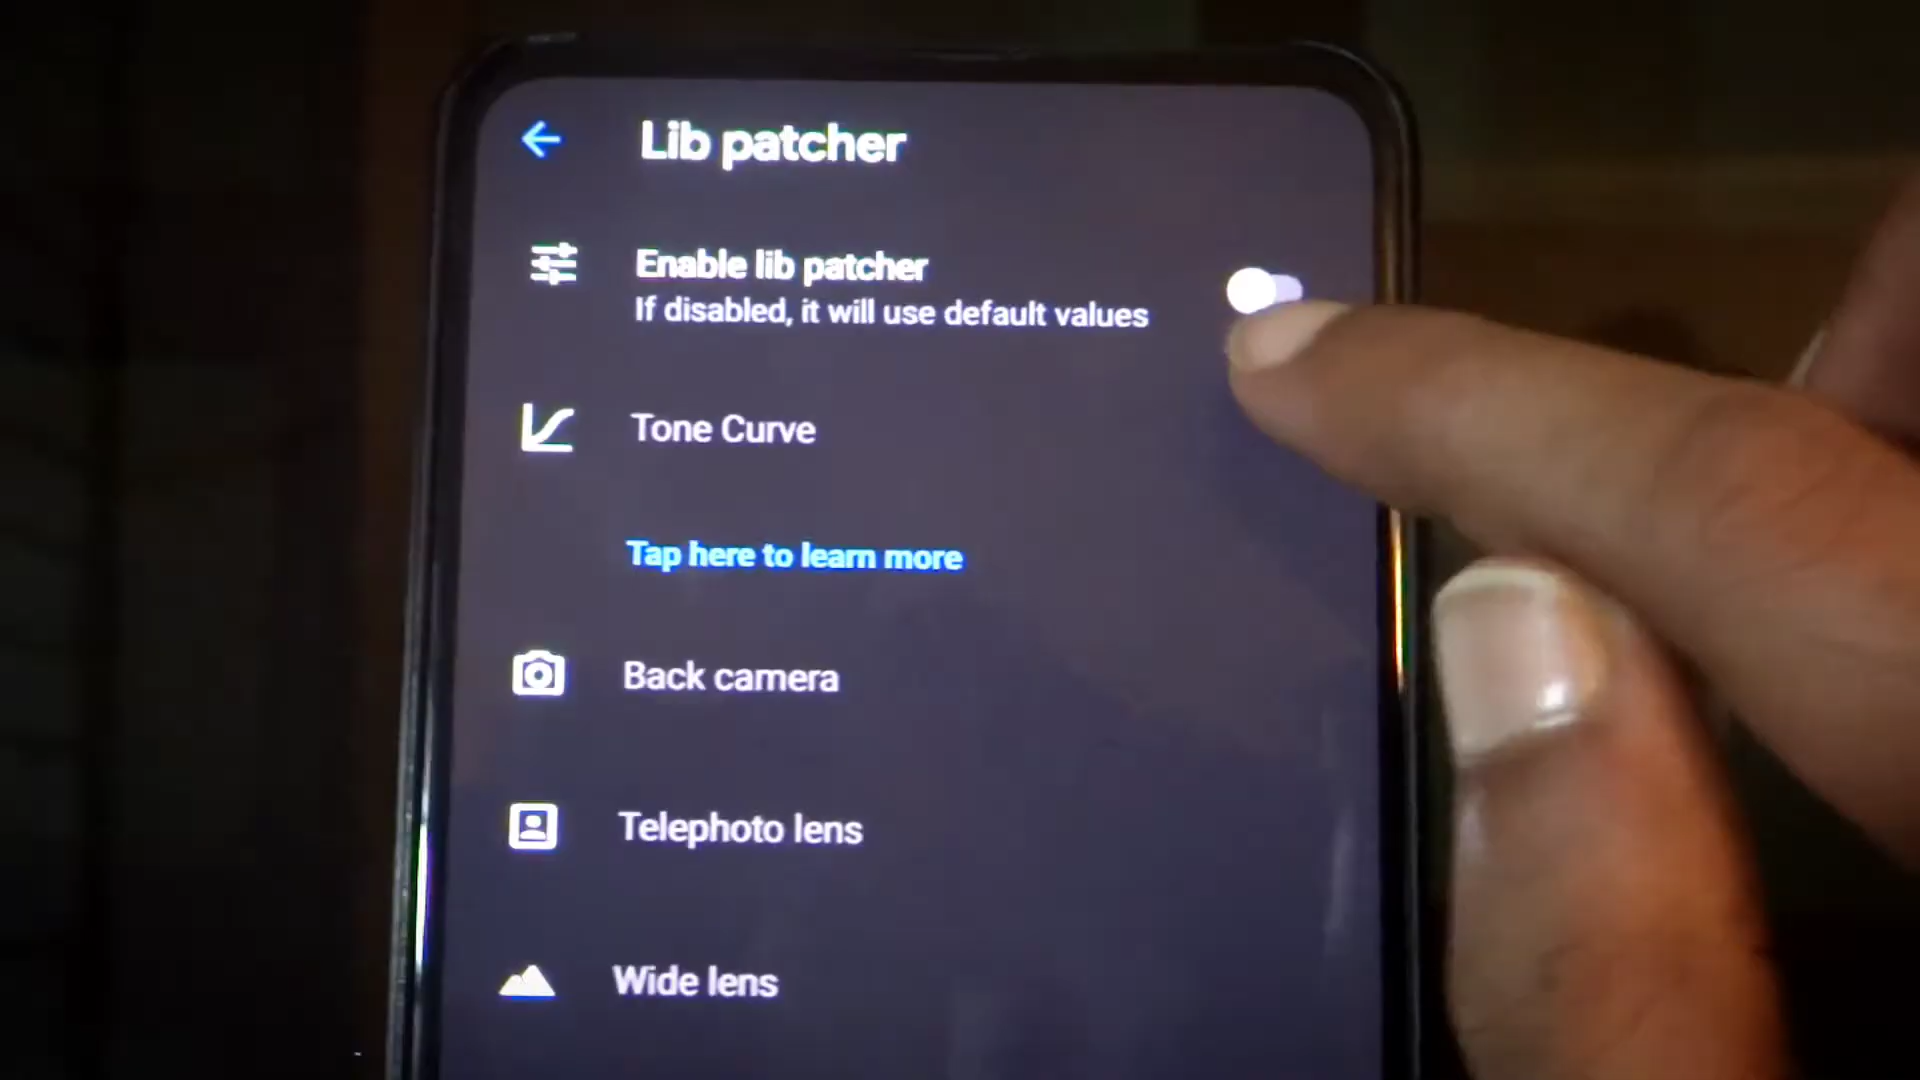 Lib patcher
Enable lib patcher
If disabled, it will use default values
Tone Curve
Tap here to learn more
Back camera
Telephoto lens
Wide lens